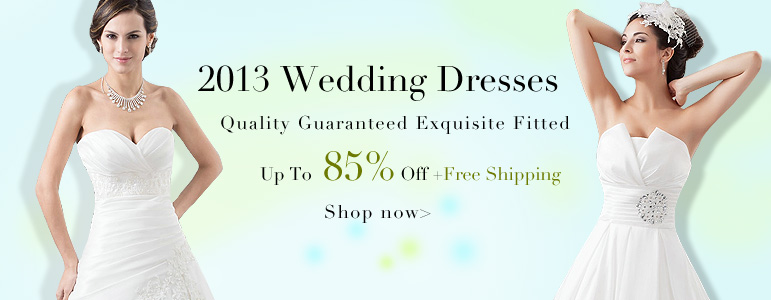 2013 Wedding Dresses
Quality Guaranteed Exquisite Fitted
Up To 85% Off +Free Shipping
Shop now>